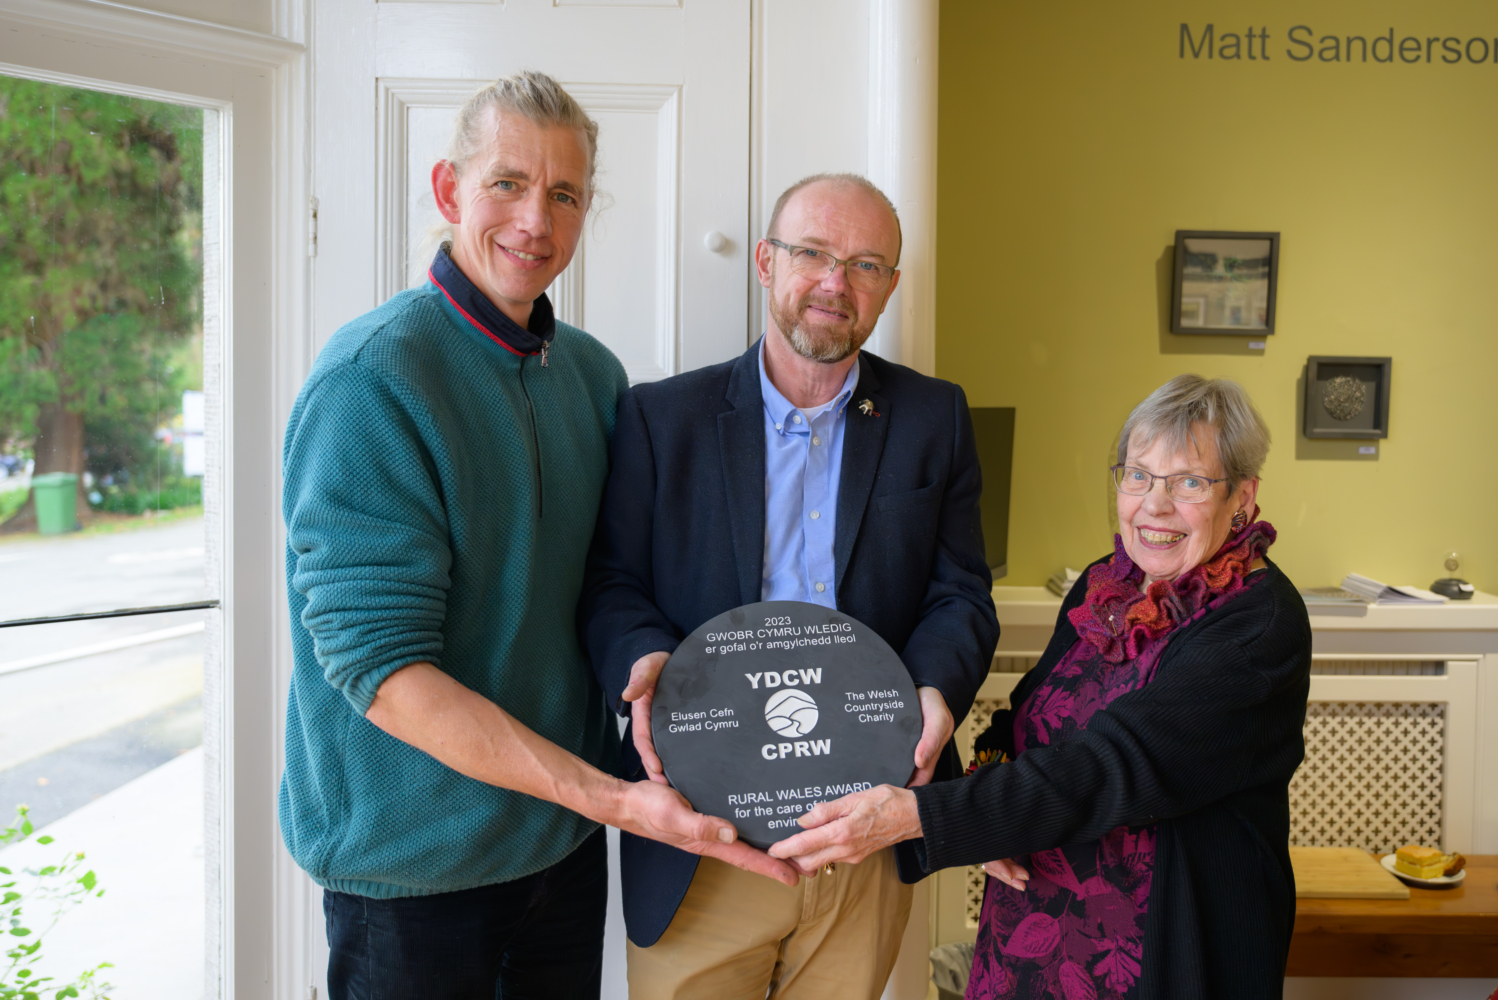 Matt Sanderson
2023
GWOBR CYMRU WLEDIG
er gofal o'r amgylchedd lleol
YDCW
Elusen Cefn
Gwlad Cymru
The Welsh
Countryside
Charity
CPRW
RURAL WALES AWARD
for the care of
envir